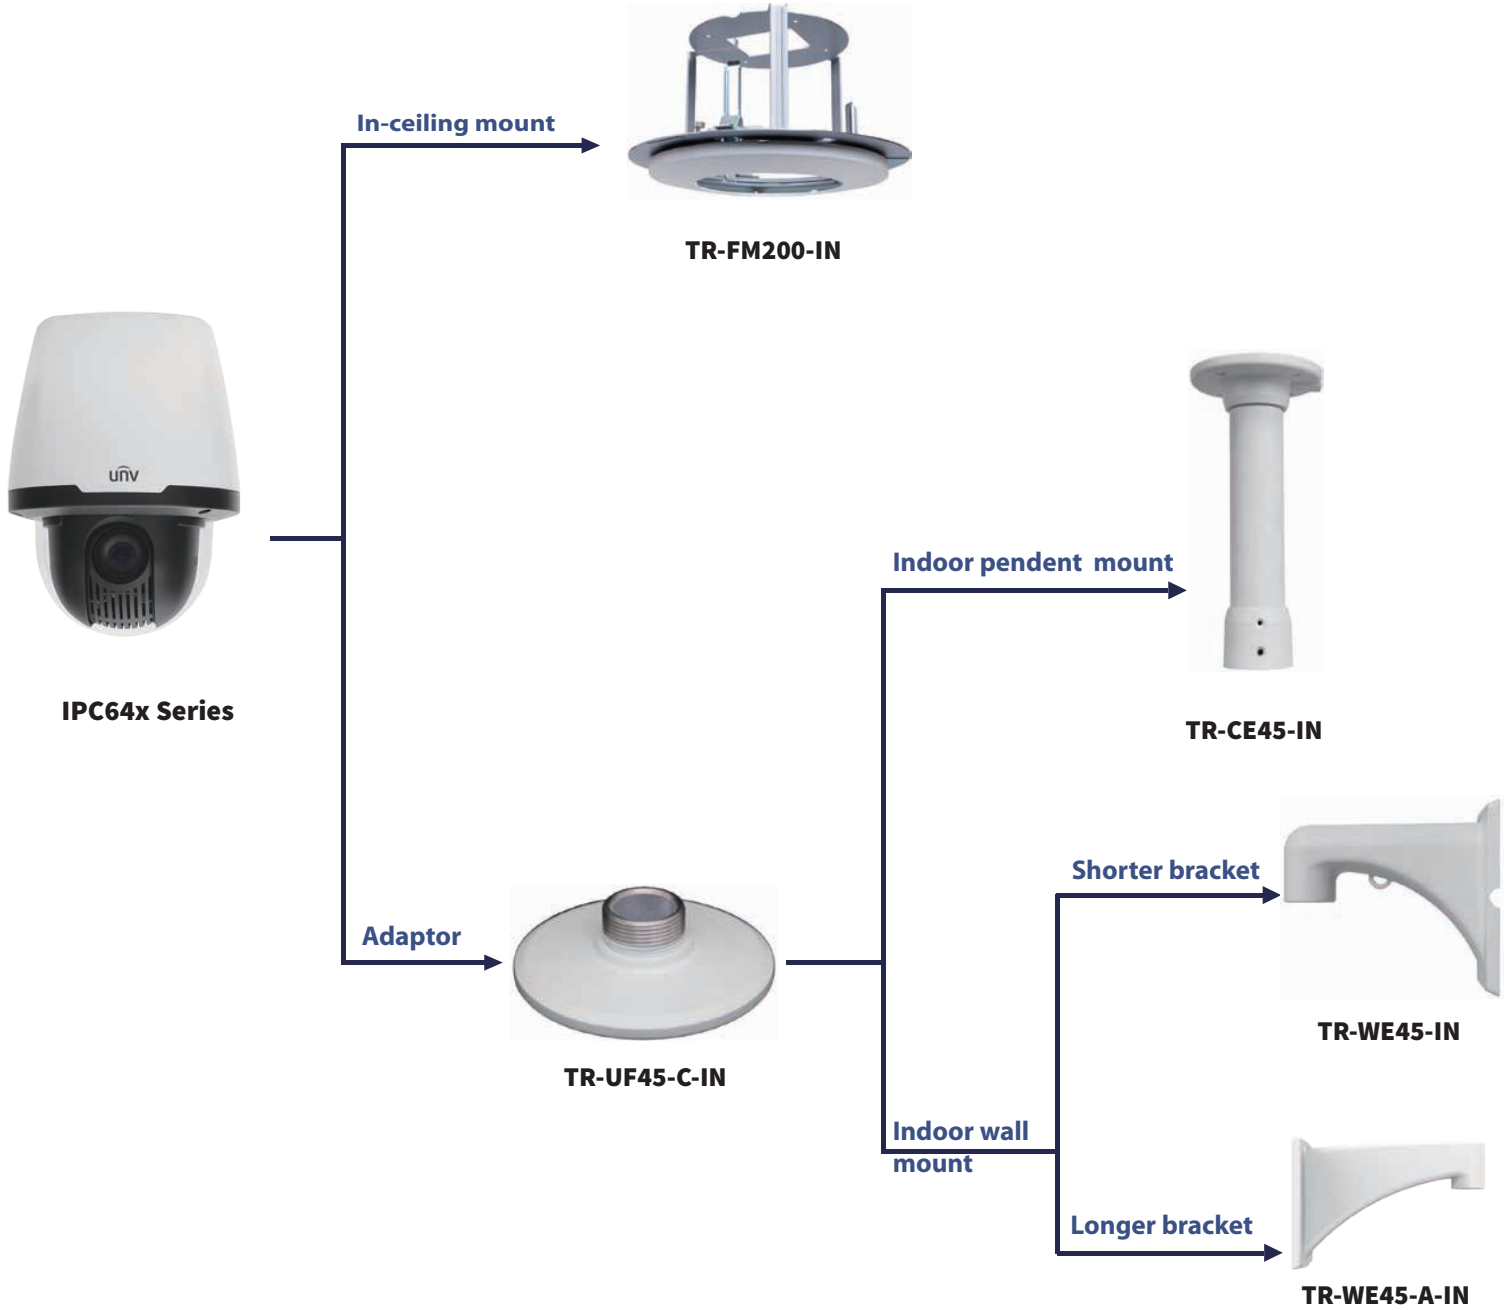 In-ceiling mount
TR-FM200-IN
unv
IPC64x Series
Indoor pendent mount
TR-CE45-IN
Shorter bracket
TR-WE45-IN
Adaptor
TR-UF45-C-IN
Indoor wall
mount
Longer bracket
TR-WE45-A-IN